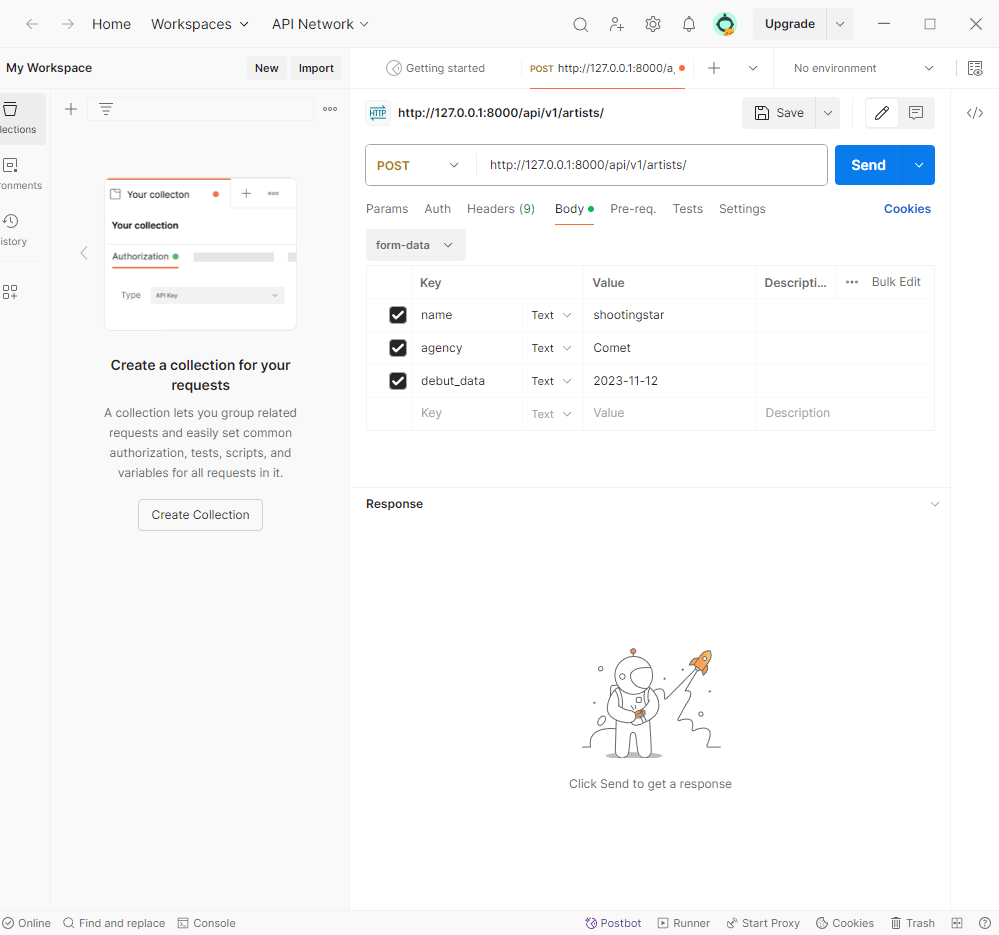 Home Workspaces API Network Upgrade
My Workspace New Import Getting started POST http://127.0.0.1:8000/a, No environment
lections
ronments
istory
Your collecton
Your collection
Authorization
Type API Key
Create a collection for your
requests
A collection lets you group related
requests and easily set common
authorization, tests, scripts, and
variables for all requests in it.
Create Collection
HTTP http://127.0.0.1:8000/api/v1/artists/ Save
POST http://127.0.0.1:8000/api/v1/artists/ Send
Params Auth Headers (9) Body Pre-req. Tests Settings Cookies
form-data
Key Value Descripti... Bulk Edit
name Text shootingstar
agency Text Comet
debut_data Text 2023-11-12
Key Text Value Description
Response
Click Send to get a response
Online Find and replace Console Postbot Runner Start Proxy Cookies Trash